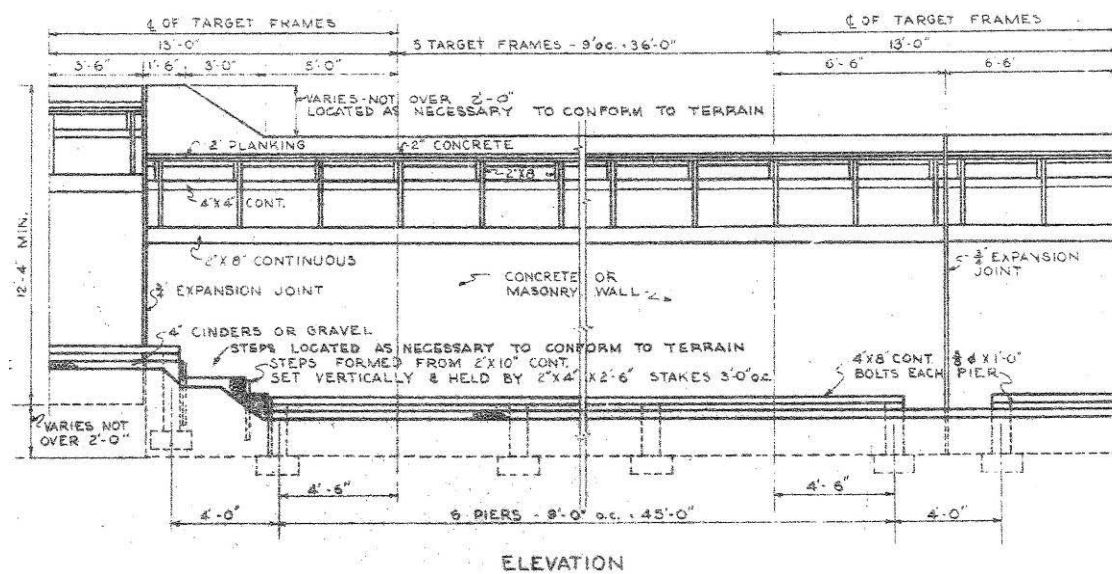 ℄ OF TARGET FRAMES
℄ OF TARGET FRAMES
13'-0"
5 TARGET FRAMES - 9' o.c. = 36'-0"
13'-0"
5'-6"
1'-6"
3'-0"
5'-0"
6'-6"
6'-6"
VARIES-NOT OVER 2'-0"
LOCATED AS NECESSARY TO CONFORM TO TERRAIN
2" PLANKING
2" CONCRETE
2"X8"
4"X4" CONT.
2"X8" CONTINUOUS
12'-4" MIN.
CONCRETE OR
MASONRY WALL
3/4" EXPANSION
JOINT
3/4" EXPANSION JOINT
4" CINDERS OR GRAVEL
STEPS LOCATED AS NECESSARY TO CONFORM TO TERRAIN
STEPS FORMED FROM 2"X10" CONT.
SET VERTICALLY & HELD BY 2"X4" X 2'-6" STAKES 3'-0" o.c.
4"X8" CONT. ⌀ X 1'-0"
BOLTS EACH PIER
VARIES NOT
OVER 2'-0"
4'-6"
4'-6"
4'-0"
6 PIERS - 9'-0" o.c. = 45'-0"
4'-0"
ELEVATION